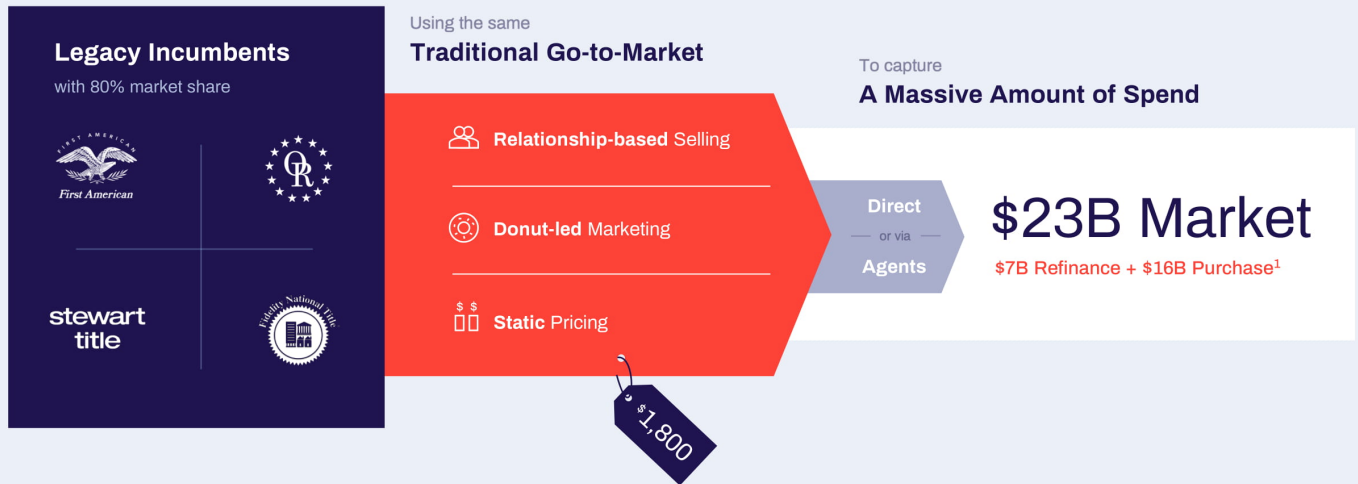 Legacy Incumbents
with 80% market share
FIRST AMERICAN
First American
OR
stewart
title
Fidelity National Title
Using the same
Traditional Go-to-Market
Relationship-based Selling
Donut-led Marketing
$ $
Static Pricing
$1,800
To capture
A Massive Amount of Spend
Direct
or via
Agents
$23B Market
$7B Refinance + $16B Purchase¹